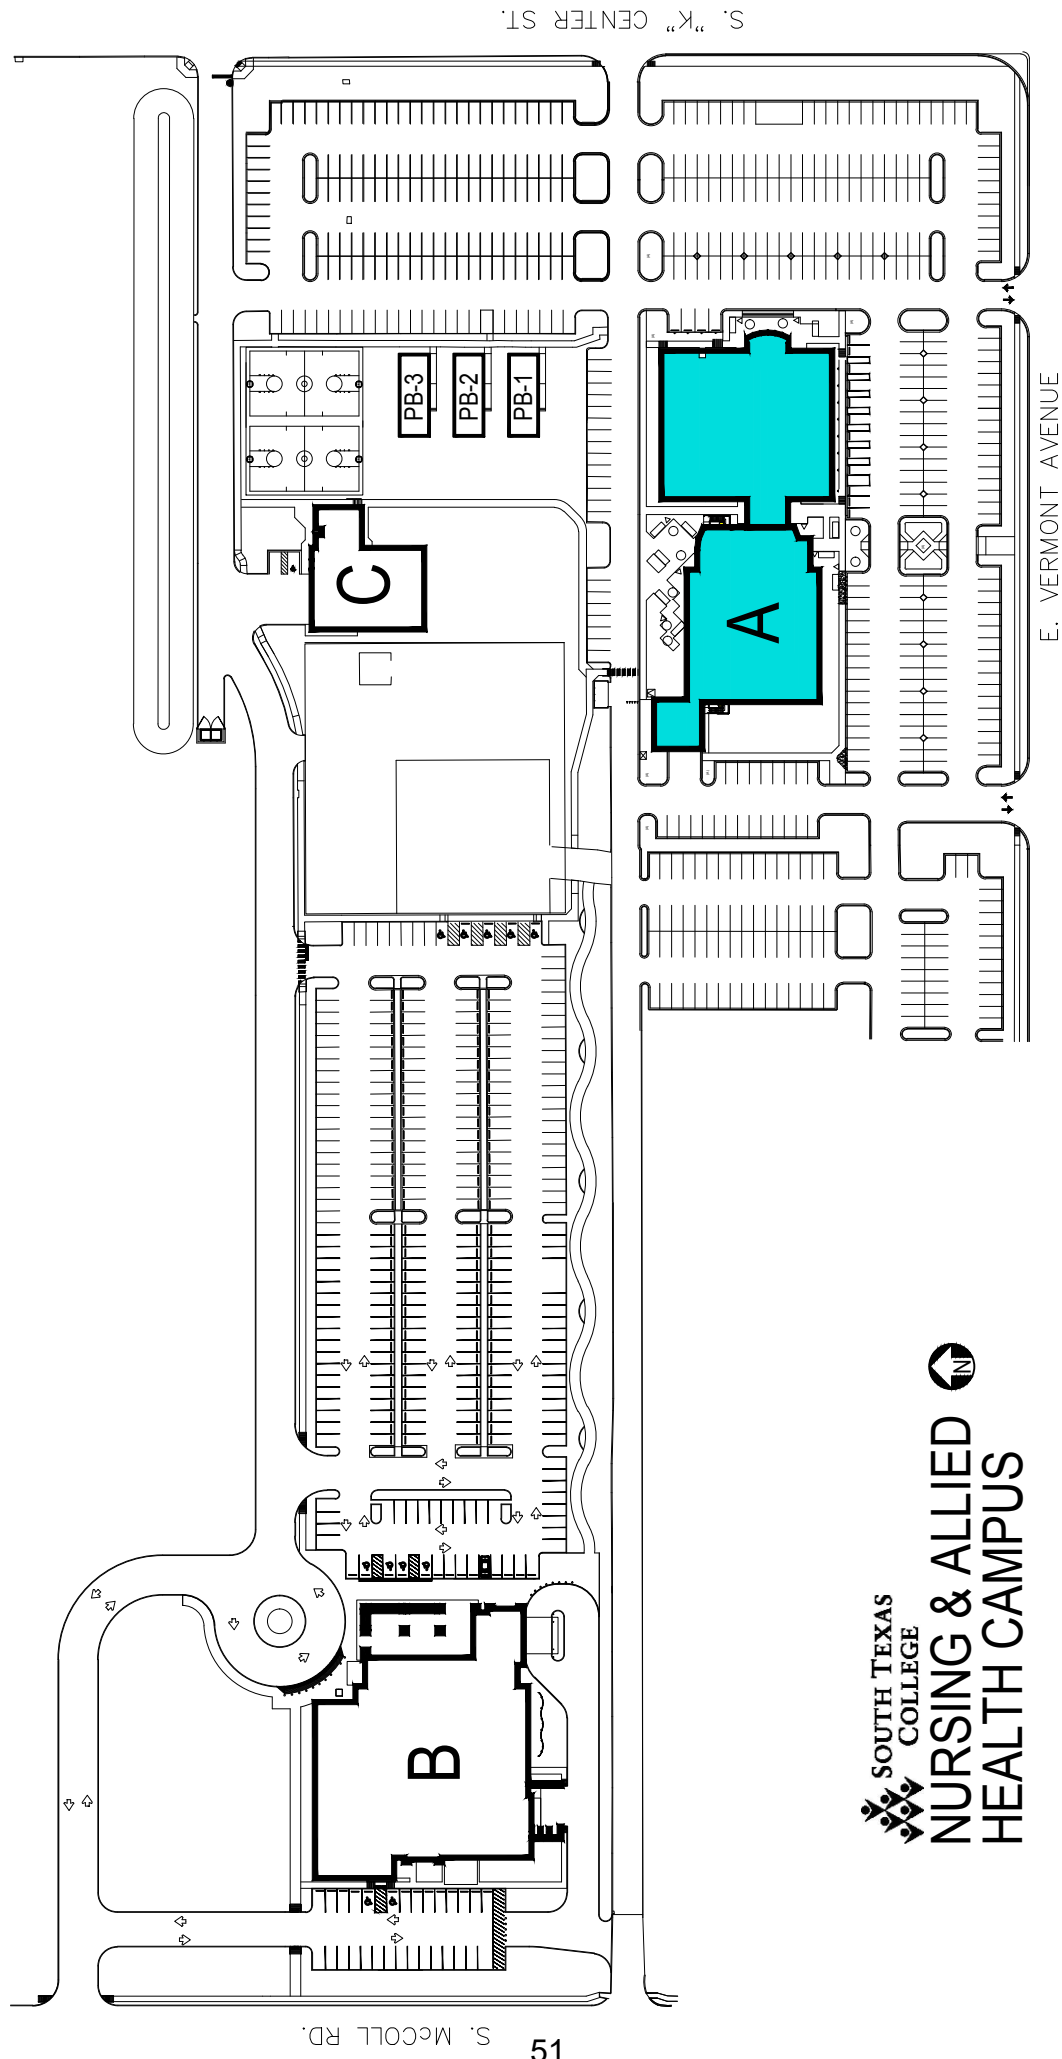 S. "K" CENTER ST.
PB-3
PB-2
PB-1
C
A
E. VERMONT AVENUE
N
SOUTH TEXAS
COLLEGE
NURSING & ALLIED
HEALTH CAMPUS
B
S. McCOLL RD.
51